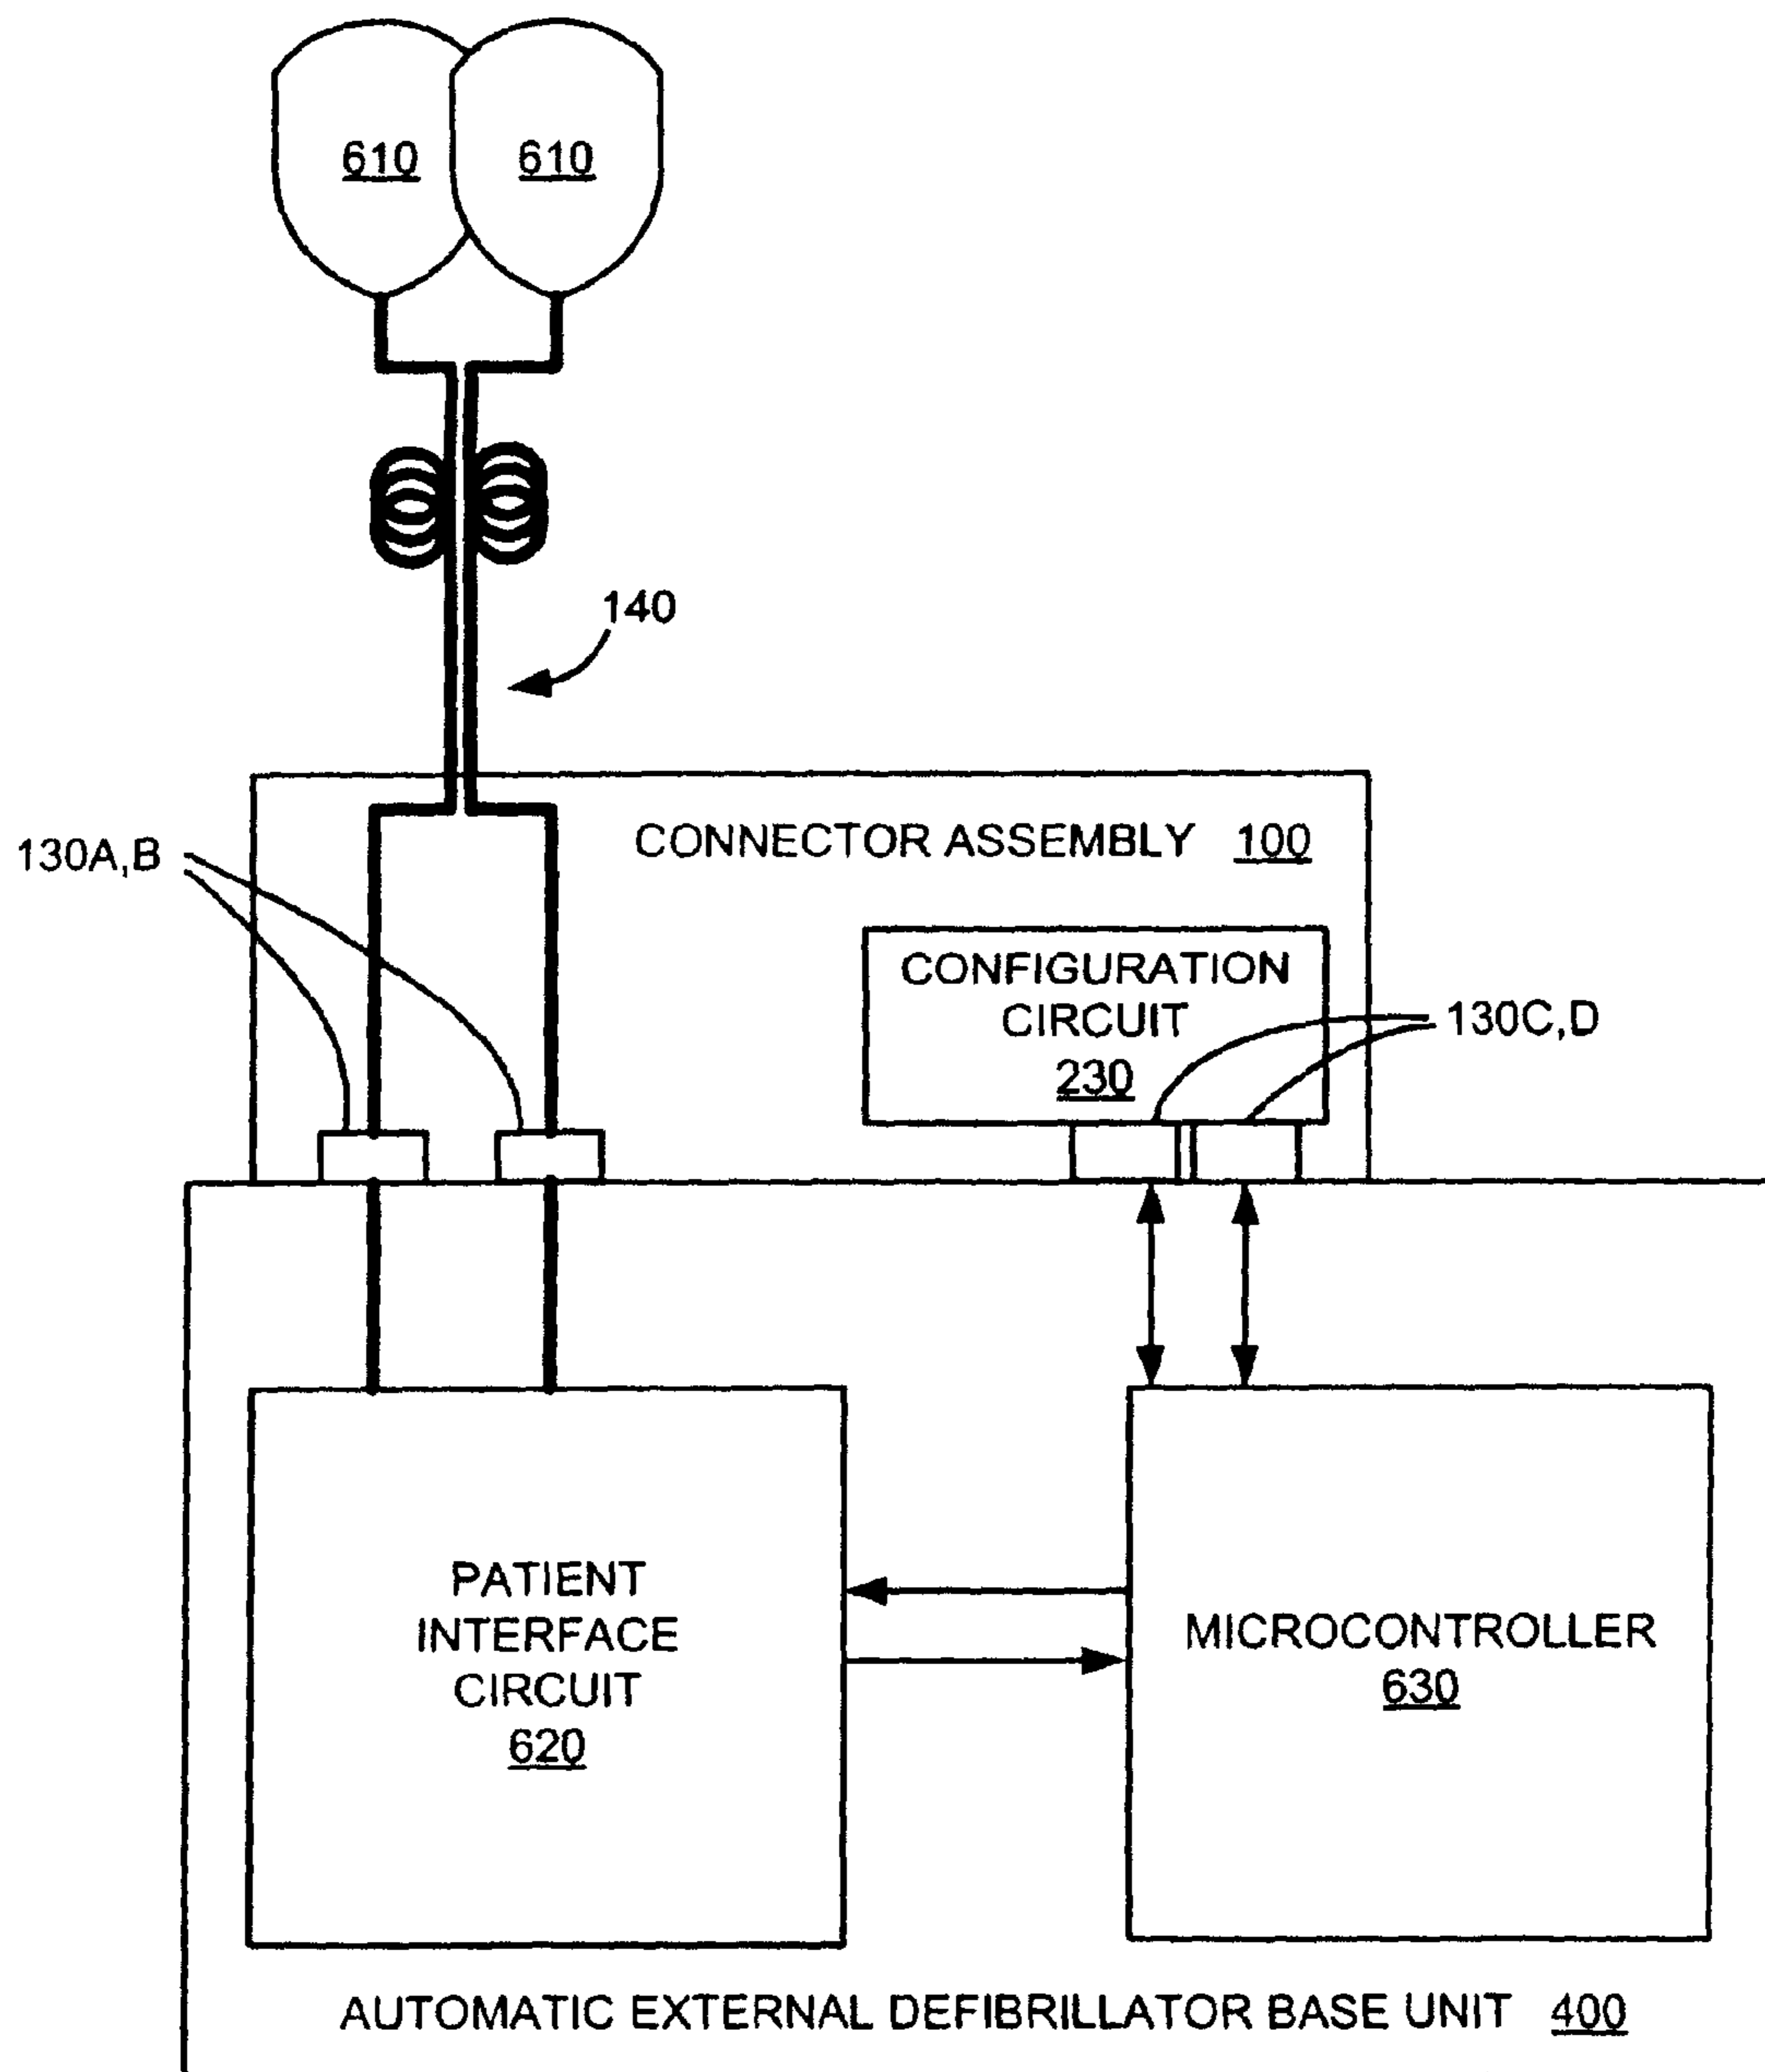 610 610
140
CONNECTOR ASSEMBLY 100
130A,B
CONFIGURATION
CIRCUIT
230
130C,D
PATIENT
INTERFACE
CIRCUIT
620
MICROCONTROLLER
630
AUTOMATIC EXTERNAL DEFIBRILLATOR BASE UNIT 400